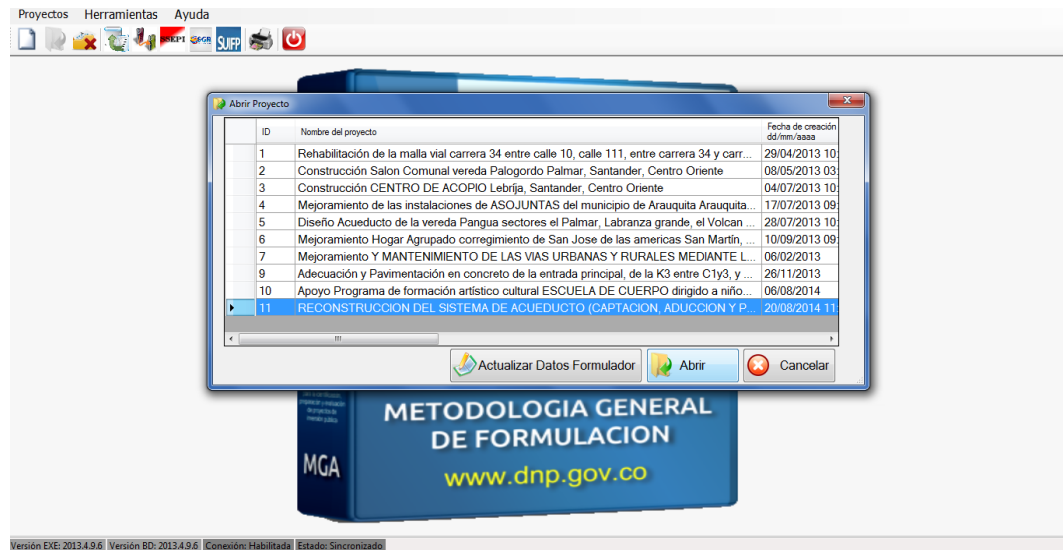 Proyectos Herramientas Ayuda
SSEPI SGR SUIFP
Abrir Proyecto
ID Nombre del proyecto Fecha de creación dd/mm/aaaa
1 Rehabilitación de la malla vial carrera 34 entre calle 10, calle 111, entre carrera 34 y carr... 29/04/2013 10:
2 Construcción Salon Comunal vereda Palogordo Palmar, Santander, Centro Oriente 08/05/2013 03:
3 Construcción CENTRO DE ACOPIO Lebríja, Santander, Centro Oriente 04/07/2013 10:
4 Mejoramiento de las instalaciones de ASOJUNTAS del municipio de Arauquita Arauquita... 17/07/2013 09:
5 Diseño Acueducto de la vereda Pangua sectores el Palmar, Labranza grande, el Volcan ... 28/07/2013 10:
6 Mejoramiento Hogar Agrupado corregimiento de San Jose de las americas San Martín, ... 10/09/2013 09:
7 Mejoramiento Y MANTENIMIENTO DE LAS VIAS URBANAS Y RURALES MEDIANTE L... 06/02/2013
9 Adecuación y Pavimentación en concreto de la entrada principal, de la K3 entre C1y3, y ... 26/11/2013
10 Apoyo Programa de formación artístico cultural ESCUELA DE CUERPO dirigido a niño... 06/08/2014
11 RECONSTRUCCION DEL SISTEMA DE ACUEDUCTO (CAPTACION, ADUCCION Y P... 20/08/2014 11:
Actualizar Datos Formulador Abrir Cancelar
METODOLOGIA GENERAL
DE FORMULACION
MGA
www.dnp.gov.co
Versión EXE: 2013.4.9.6 Versión BD: 2013.4.9.6 Conexión: Habilitada Estado: Sincronizado